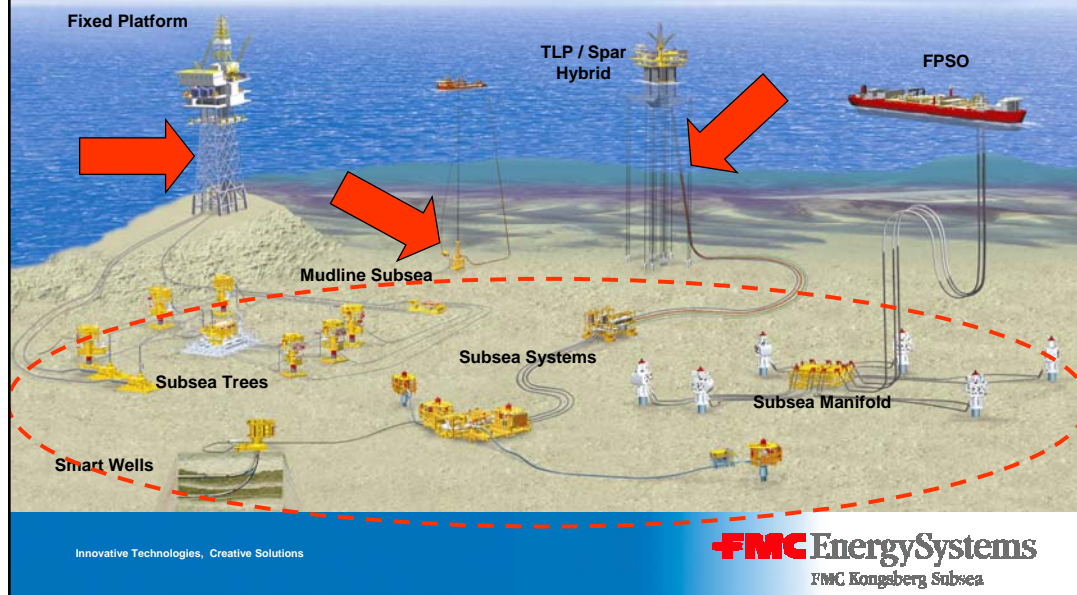 Fixed Platform
TLP / Spar
Hybrid
FPSO
Mudline Subsea
Subsea Systems
Subsea Trees
Subsea Manifold
Smart Wells
Innovative Technologies, Creative Solutions
FMC EnergySystems
FMC Kongsberg Subsea